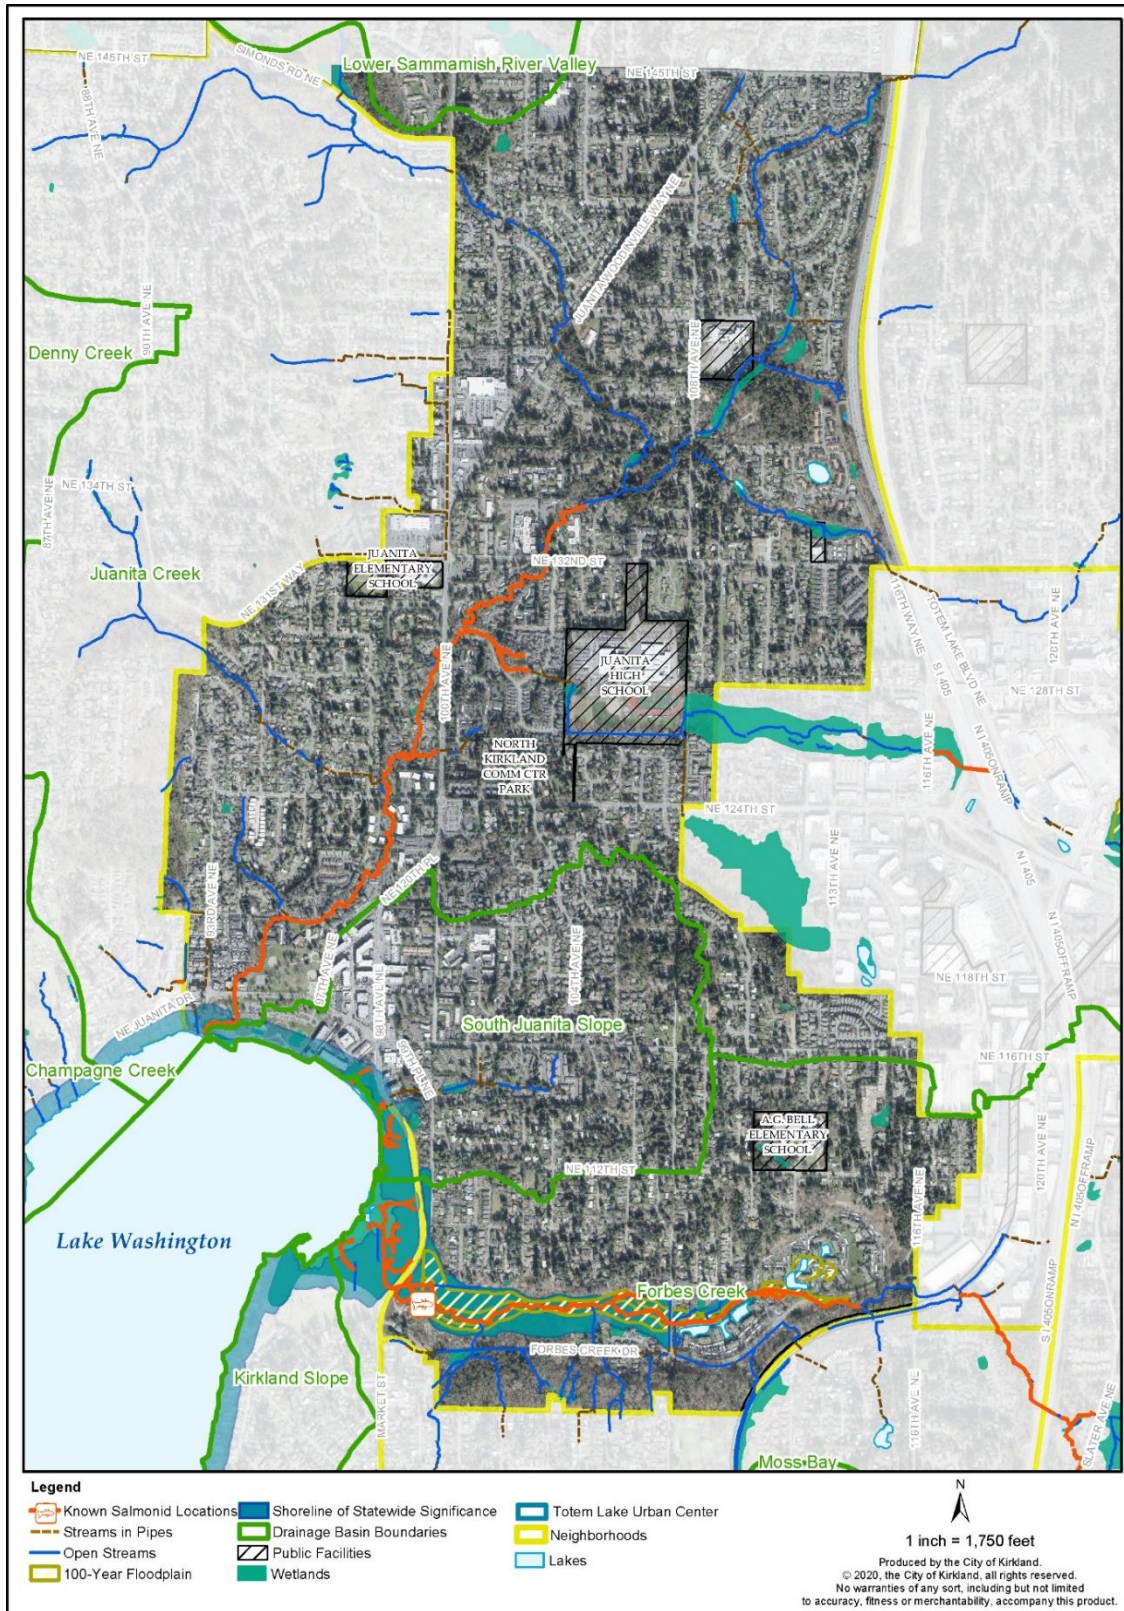 NE 145TH ST
SIMONDS RD NE
Lower Sammamish River Valley
NE 145TH ST
88TH AVE NE
JUANITA WOODINVILLE WAY NE
90TH AVE NE
Denny Creek
108TH AVE NE
NE 134TH ST
87TH AVE NE
JUANITA
ELEMENTARY
SCHOOL
NE 132ND ST
Juanita Creek
NE 131ST WAY
116TH WAY NE
TOTEM LAKE BLVD NE
S I 405
120TH AVE NE
JUANITA
HIGH
SCHOOL
NE 128TH ST
100TH AVE NE
NORTH
KIRKLAND
COMM CTR
PARK
116TH AVE NE
N I 405ONRAMP
NE 124TH ST
N I 405
113TH AVE NE
NE 120TH PL
93RD AVE NE
104TH AVE NE
97TH AVE NE
98TH AVE NE
N I 405OFFRAMP
NE 118TH ST
NE JUANITA DR
South Juanita Slope
NE 116TH ST
Champagne Creek
99TH PL NE
A.G. BELL
ELEMENTARY
SCHOOL
120TH AVE NE
N I 405OFFRAMP
NE 112TH ST
116TH AVE NE
Lake Washington
Forbes Creek
S I 405ONRAMP
FORBES CREEK DR
Kirkland Slope
MARKET ST
116TH AVE NE
SLATER AVE NE
Moss Bay
Legend
Known Salmonid Locations
Streams in Pipes
Open Streams
100-Year Floodplain
Shoreline of Statewide Significance
Drainage Basin Boundaries
Public Facilities
Wetlands
Totem Lake Urban Center
Neighborhoods
Lakes
N
1 inch = 1,750 feet
Produced by the City of Kirkland.
© 2020, the City of Kirkland, all rights reserved.
No warranties of any sort, including but not limited
to accuracy, fitness or merchantability, accompany this product.